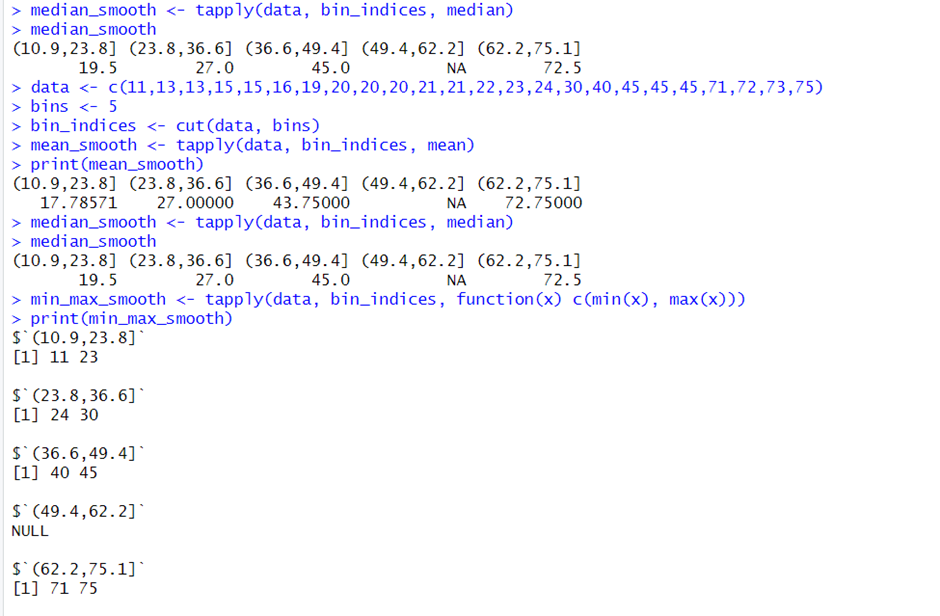 > median_smooth <- tapply(data, bin_indices, median)
> median_smooth
(10.9,23.8] (23.8,36.6] (36.6,49.4] (49.4,62.2] (62.2,75.1]
19.5 27.0 45.0 NA 72.5
> data <- c(11,13,13,15,15,16,19,20,20,20,21,21,22,23,24,30,40,45,45,45,71,72,73,75)
> bins <- 5
> bin_indices <- cut(data, bins)
> mean_smooth <- tapply(data, bin_indices, mean)
> print(mean_smooth)
(10.9,23.8] (23.8,36.6] (36.6,49.4] (49.4,62.2] (62.2,75.1]
17.78571 27.00000 43.75000 NA 72.75000
> median_smooth <- tapply(data, bin_indices, median)
> median_smooth
(10.9,23.8] (23.8,36.6] (36.6,49.4] (49.4,62.2] (62.2,75.1]
19.5 27.0 45.0 NA 72.5
> min_max_smooth <- tapply(data, bin_indices, function(x) c(min(x), max(x)))
> print(min_max_smooth)
$`(10.9,23.8]`
[1] 11 23
$`(23.8,36.6]`
[1] 24 30
$`(36.6,49.4]`
[1] 40 45
$`(49.4,62.2]`
NULL
$`(62.2,75.1]`
[1] 71 75